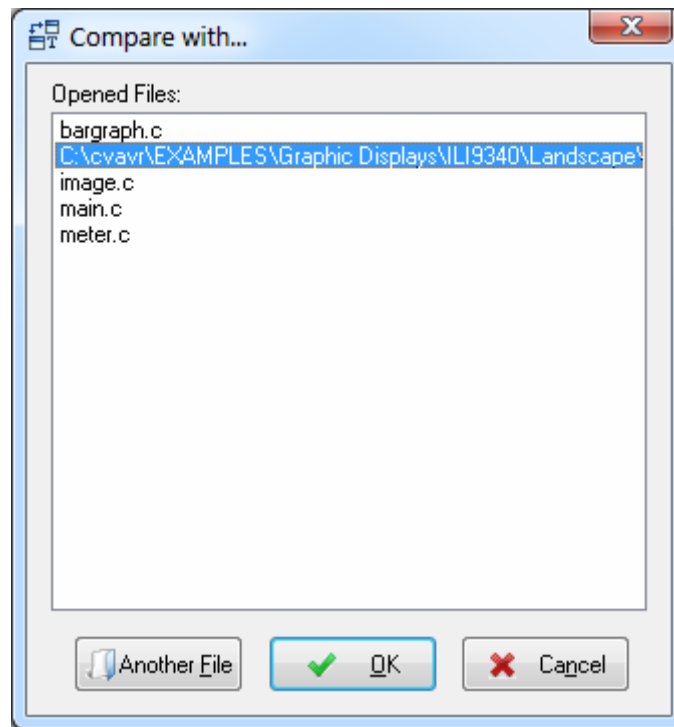 Compare with...
Opened Files:
bargraph.c
C:\cvavr\EXAMPLES\Graphic Displays\ILI9340\Landscape\
image.c
main.c
meter.c
Another File
OK
Cancel